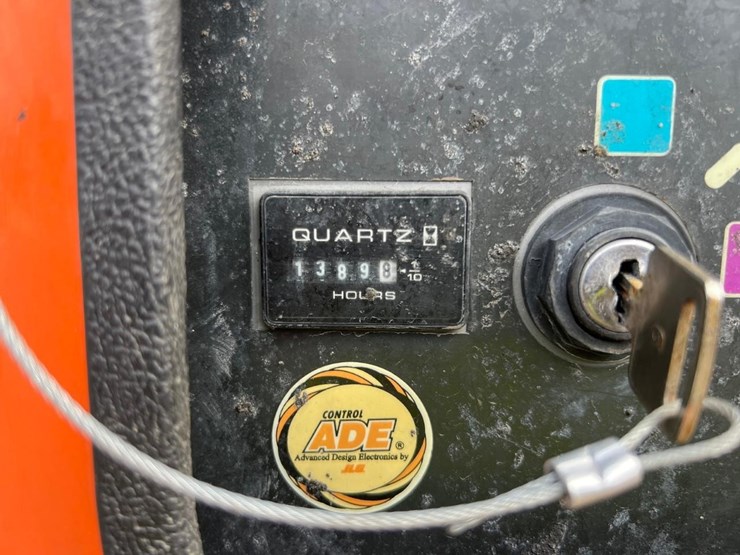 QUARTZ
13898 1/10
HOURS
CONTROL
ADE®
Advanced Design Electronics by
JLG